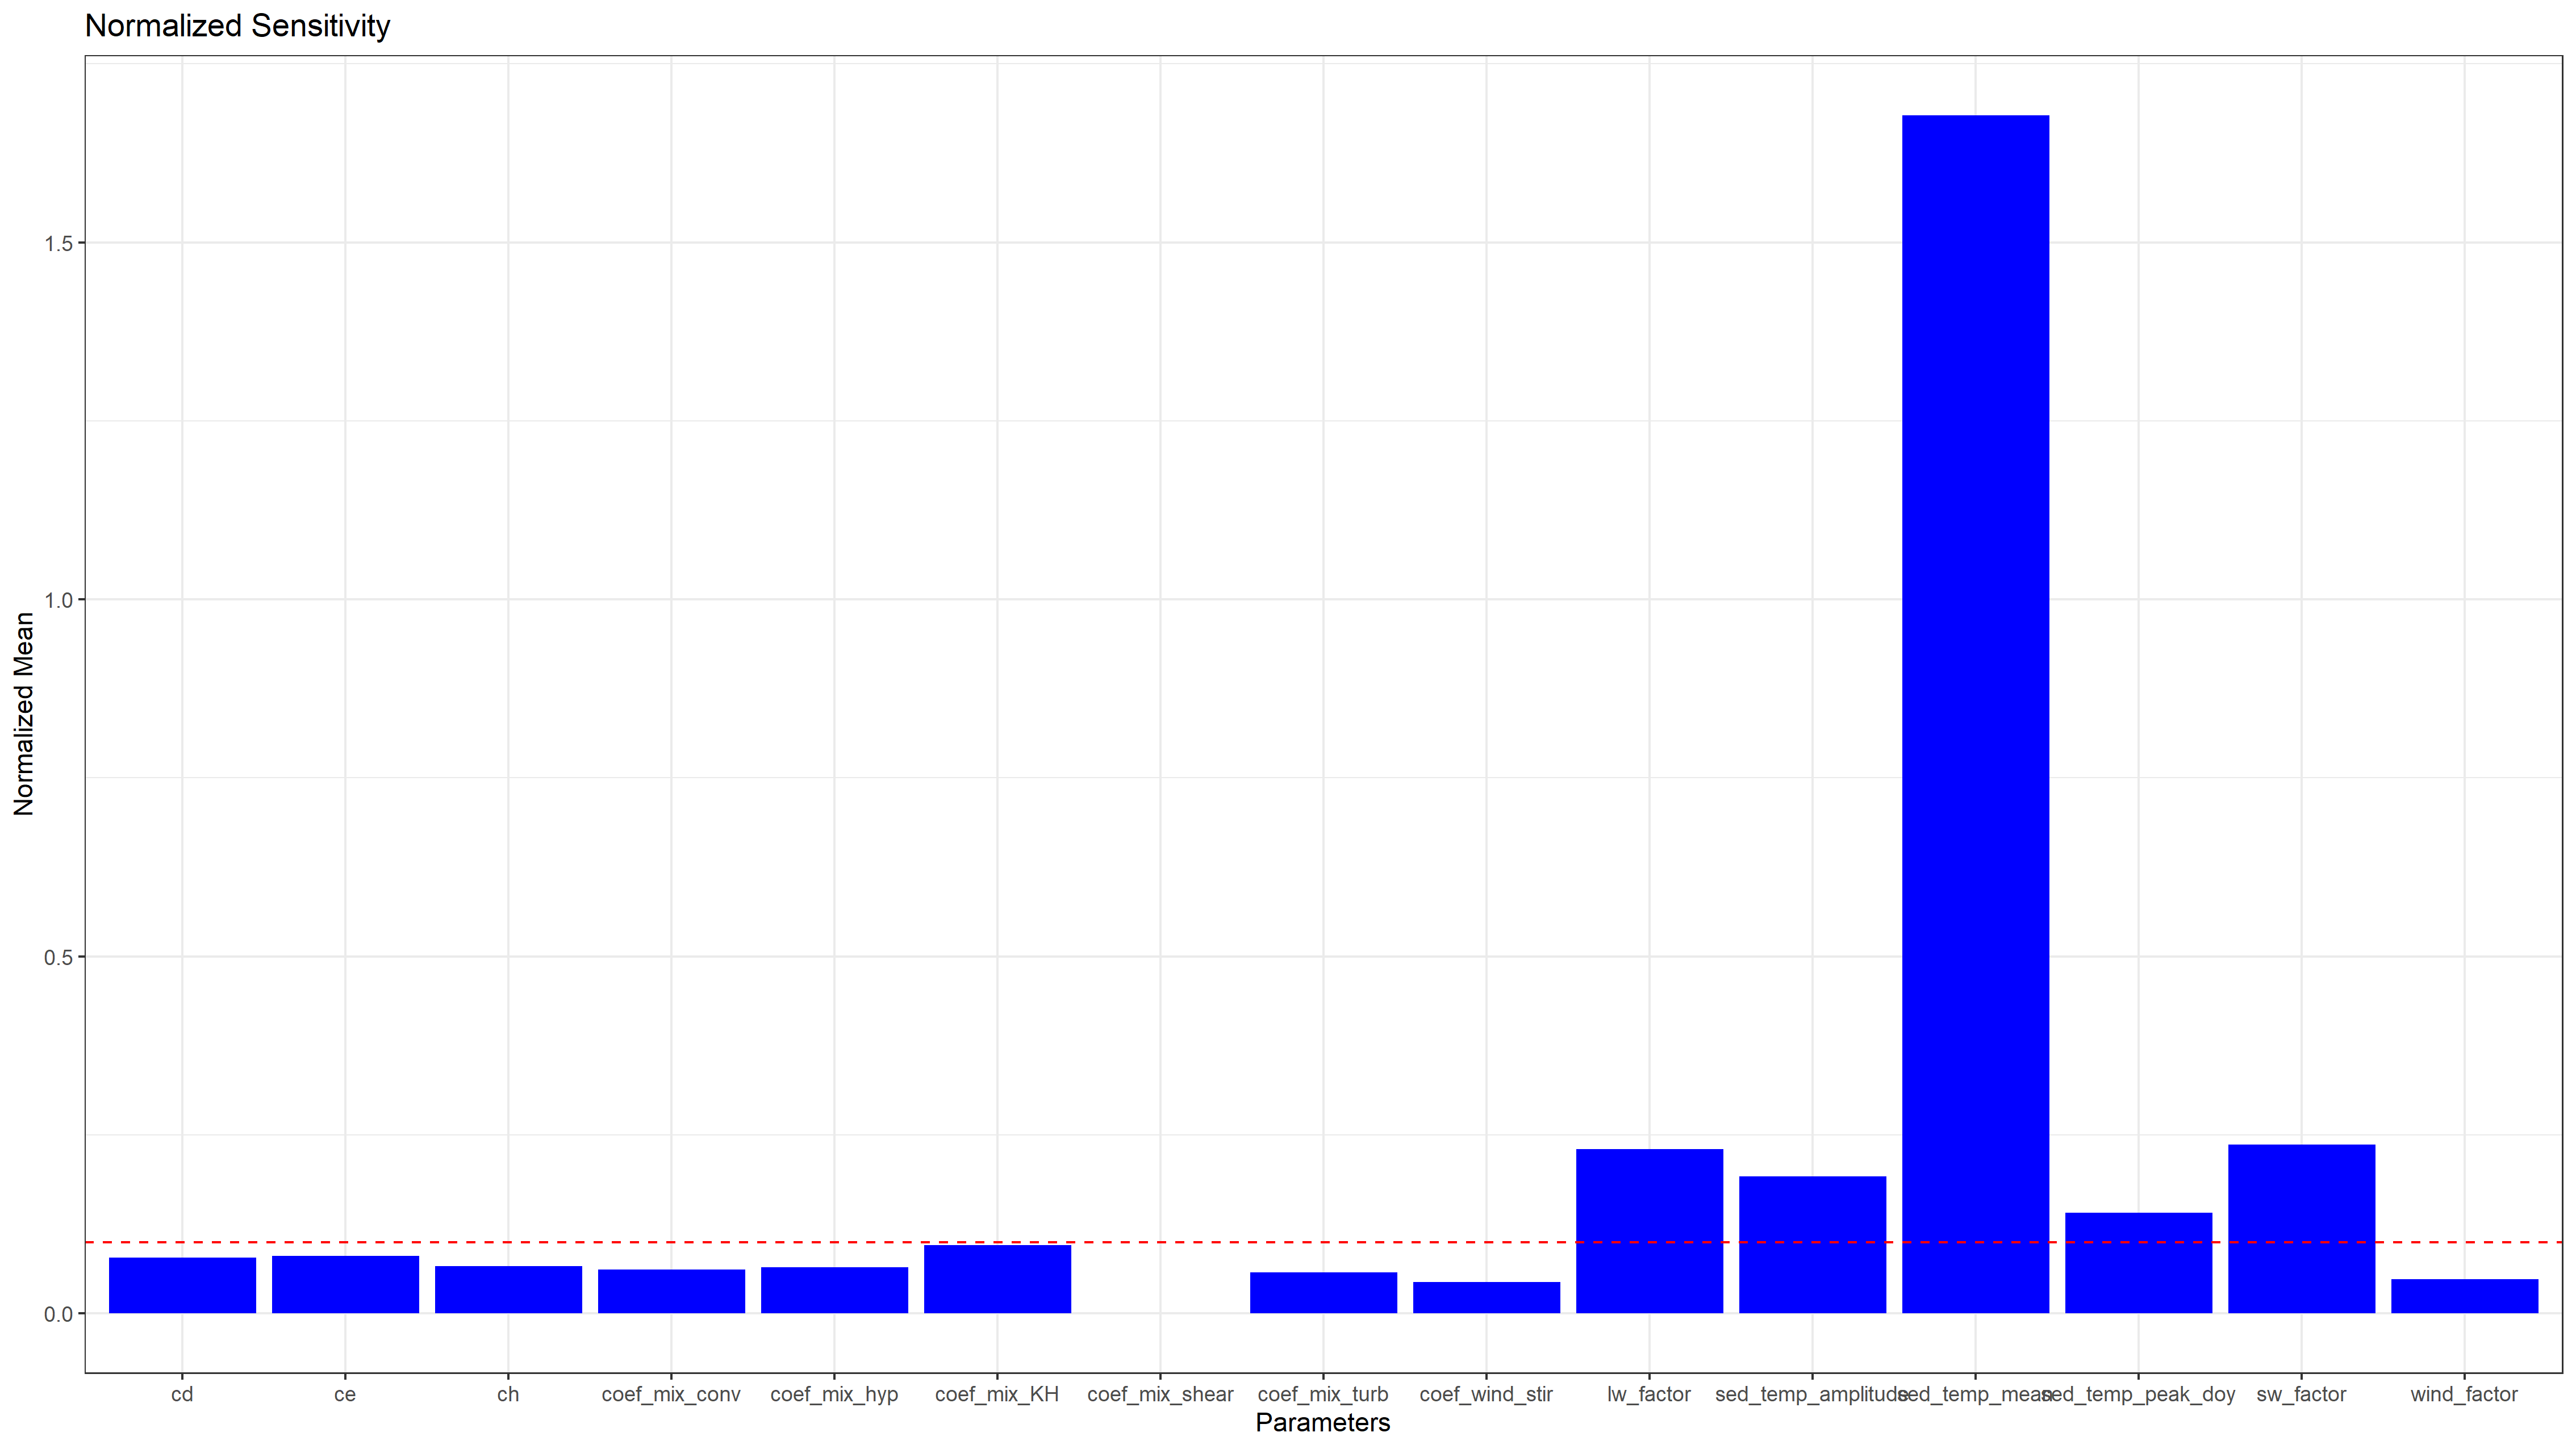 Normalized Sensitivity
Normalized Mean
1.5
1.0
0.5
0.0
cd ce ch coef_mix_conv coef_mix_hyp coef_mix_KH coef_mix_shear coef_mix_turb coef_wind_stir lw_factor sed_temp_amplitude sed_temp_mean sed_temp_peak_doy sw_factor wind_factor
Parameters